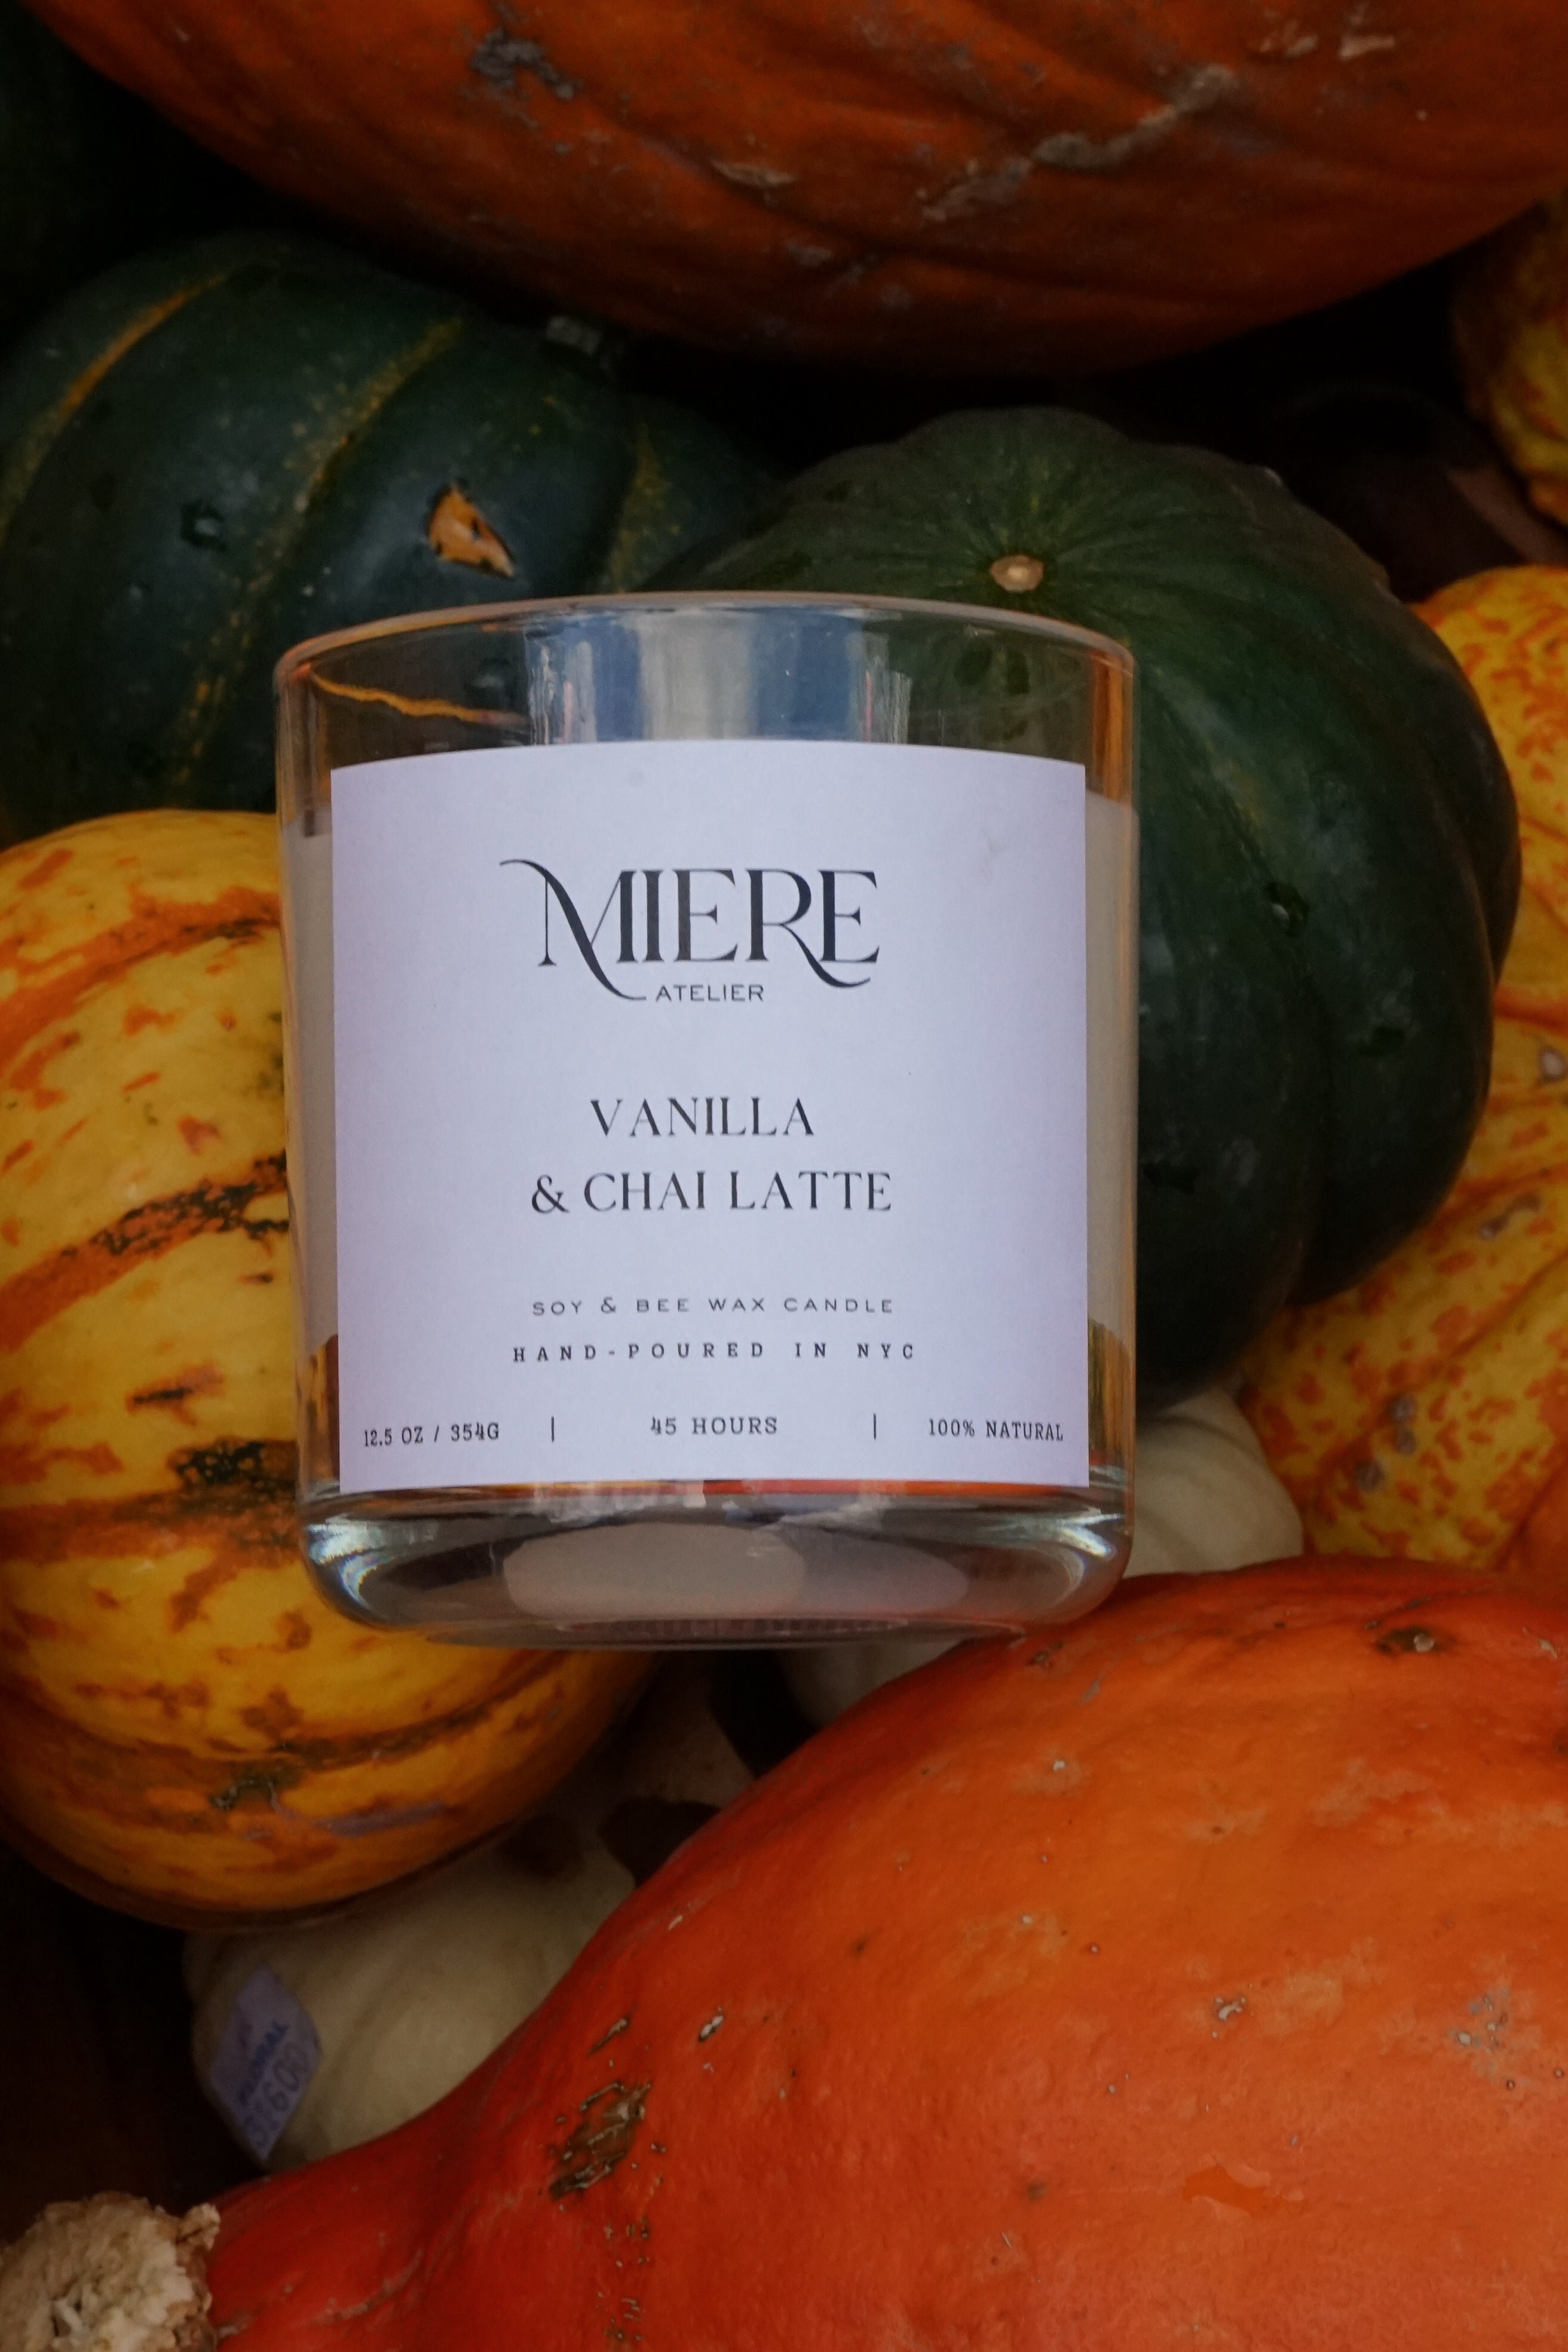 MIERE
ATELIER
VANILLA
& CHAI LATTE
SOY & BEE WAX CANDLE
HAND-POURED IN NYC
12.5 OZ / 354G | 45 HOURS | 100% NATURAL